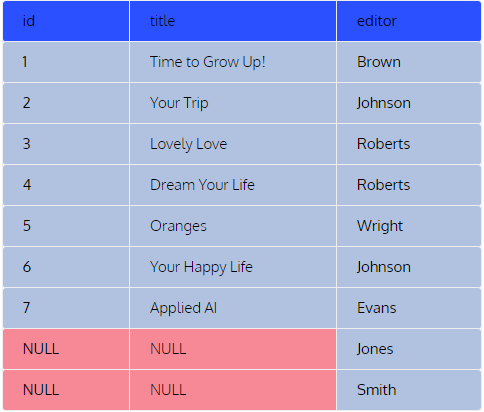 id title editor
1 Time to Grow Up! Brown
2 Your Trip Johnson
3 Lovely Love Roberts
4 Dream Your Life Roberts
5 Oranges Wright
6 Your Happy Life Johnson
7 Applied AI Evans
NULL NULL Jones
NULL NULL Smith